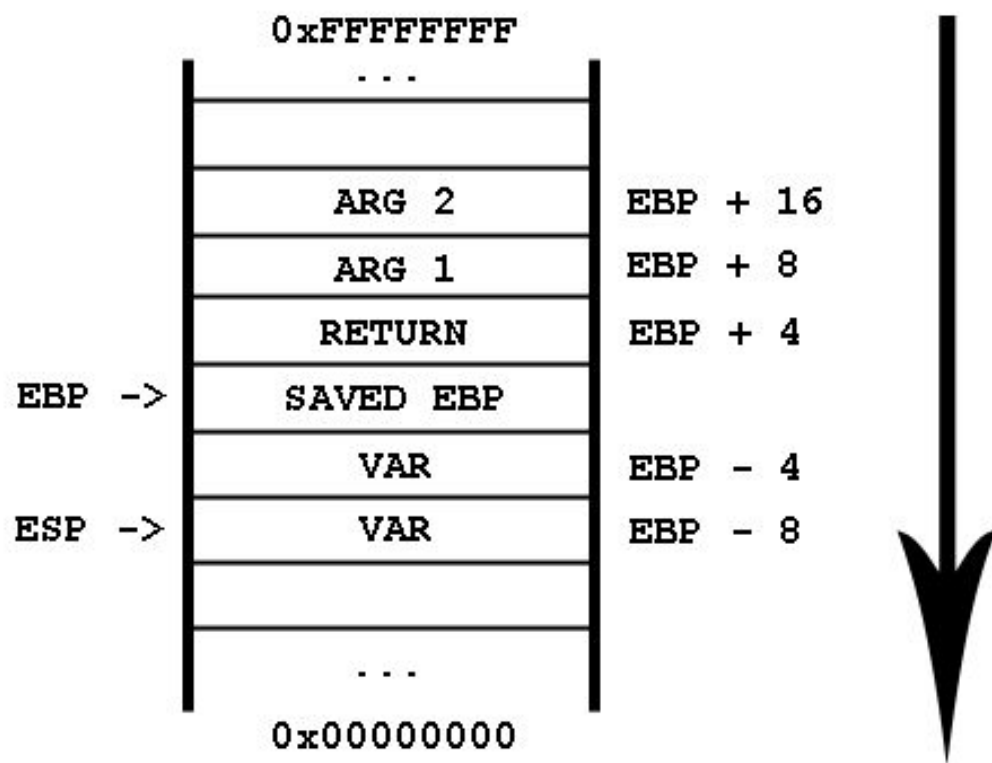 0xFFFFFFFF
...
ARG 2 EBP + 16
ARG 1 EBP + 8
RETURN EBP + 4
EBP -> SAVED EBP
VAR EBP - 4
ESP -> VAR EBP - 8
...
0x00000000